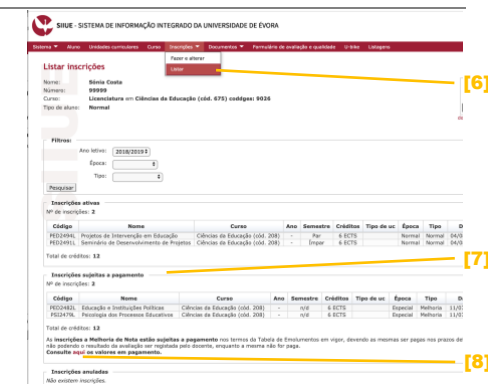 SIIUE - SISTEMA DE INFORMAÇÃO INTEGRADO DA UNIVERSIDADE DE ÉVORA
Sistema Aluno Unidades curriculares Curso Inscrições Documentos Formulário de avaliação e qualidade U-bike Listagens
Fazer e alterar
Listar
[6]
Listar inscrições
Nome: Sónia Costa
Número: 99999
Curso: Licenciatura em Ciências de Educação (cód. 675) coddges: 9026
Tipo de aluno: Normal
Filtros:
Ano letivo: 2018/2019
Época:
Tipo:
Pesquisar
Inscrições ativas
Nº de inscrições: 2
Código Nome Curso Ano Semestre Créditos Tipo de uc Época Tipo D
PED2494L Projetos de Intervenção em Educação Ciências da Educação (cód. 208) - Par 6 ECTS Normal Normal 04/0
PED2491L Seminário de Desenvolvimento de Projetos Ciências da Educação (cód. 208) - Ímpar 6 ECTS Normal Normal 04/0
Total de créditos: 12
[7]
Inscrições sujeitas a pagamento
Nº de inscrições: 2
Código Nome Curso Ano Semestre Créditos Tipo de uc Época Tipo D
PED2482L Educação e Instituições Políticas Ciências da Educação (cód. 208) - n/d 6 ECTS Especial Melhoria 11/0
PSI2479L Psicologia dos Processos Educativos Ciências da Educação (cód. 208) - n/d 6 ECTS Especial Melhoria 11/0
Total de créditos: 12
As inscrições a Melhoria de Nota estão sujeitas a pagamento nos termos da Tabela de Emolumentos em vigor, devendo as mesmas ser pagas nos prazos de
não podendo o resultado da avaliação ser registado pelo docente, enquanto a mesma não for paga.
Consulte aqui os valores em pagamento.
[8]
Inscrições anuladas
Não existem inscrições.